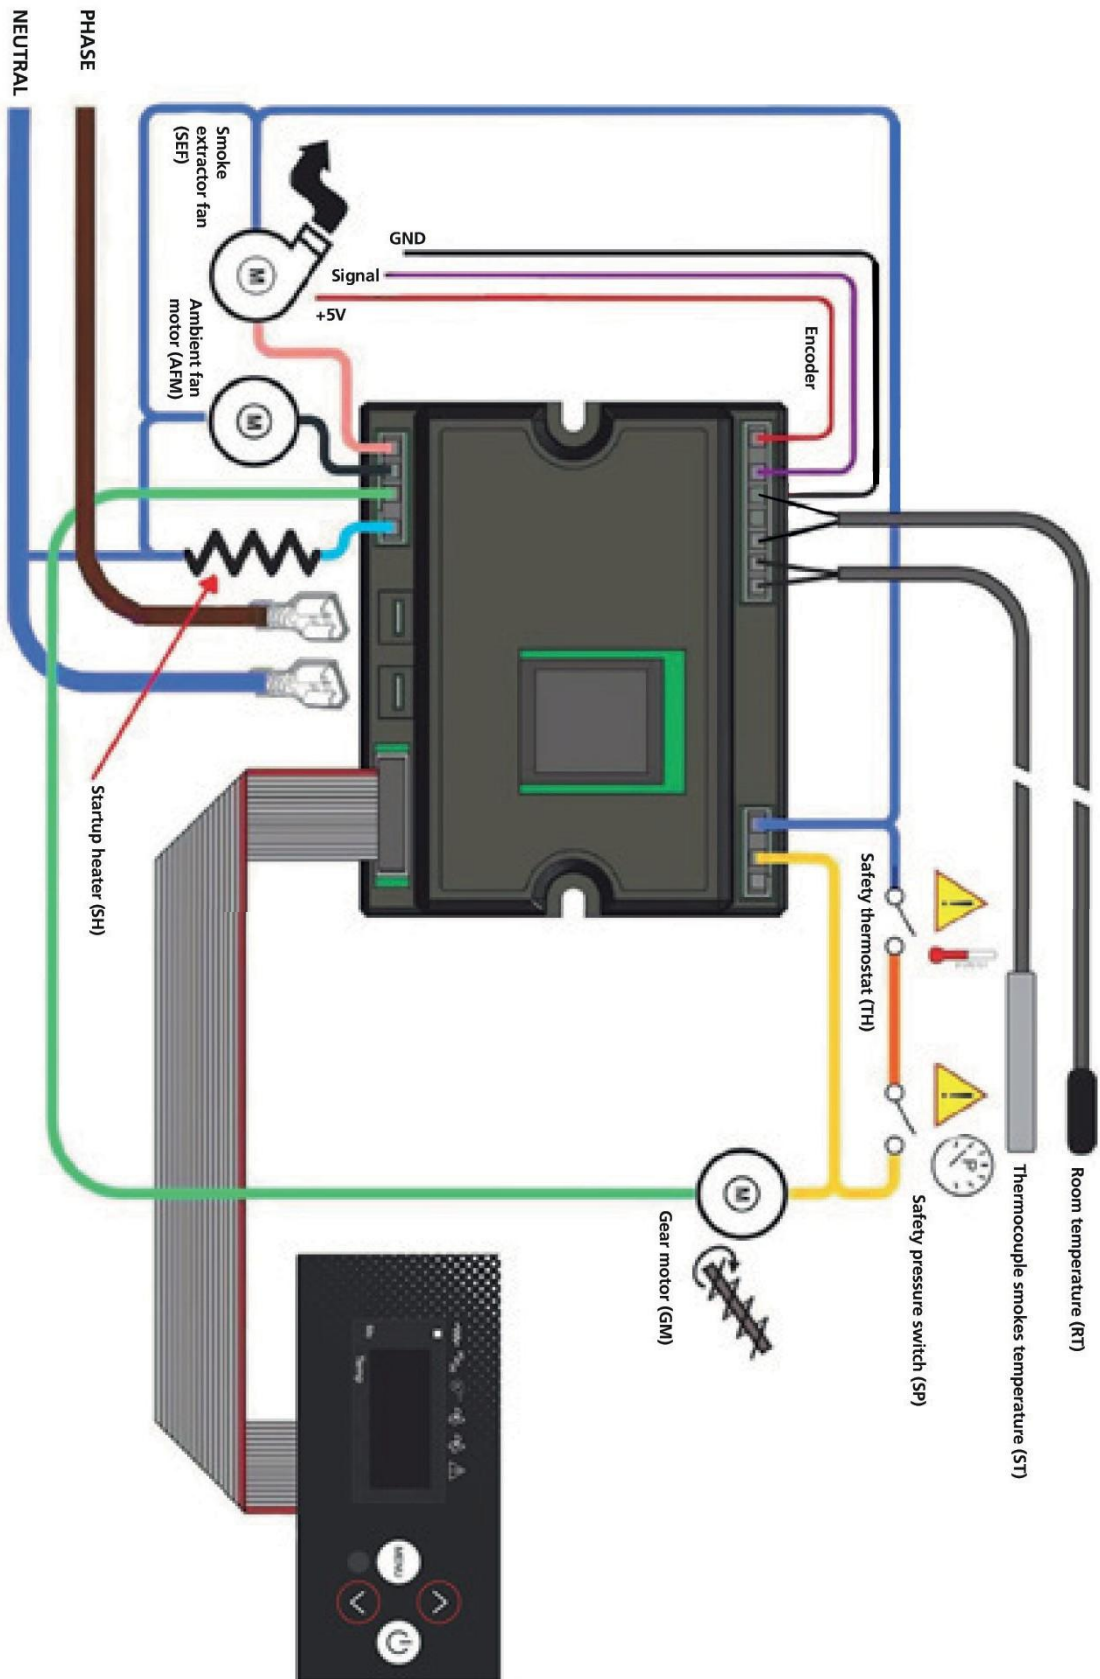 NEUTRAL
PHASE
Smoke
extractor fan
(SEF)
M
GND
Signal
+5V
Encoder
Ambient fan
motor (AFM)
M
Startup heater (SH)
Safety thermostat (TH)
Safety pressure switch (SP)
P
Thermocouple smokes temperature (ST)
Room temperature (RT)
M
Gear motor (GM)
Temp
MENU